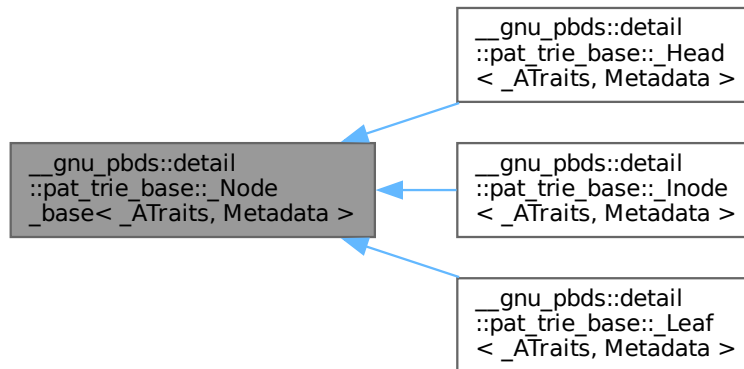 __gnu_pbds::detail
::pat_trie_base::_Head
< _ATraits, Metadata >
__gnu_pbds::detail
::pat_trie_base::_Node
_base< _ATraits, Metadata >
__gnu_pbds::detail
::pat_trie_base::_Inode
< _ATraits, Metadata >
__gnu_pbds::detail
::pat_trie_base::_Leaf
< _ATraits, Metadata >